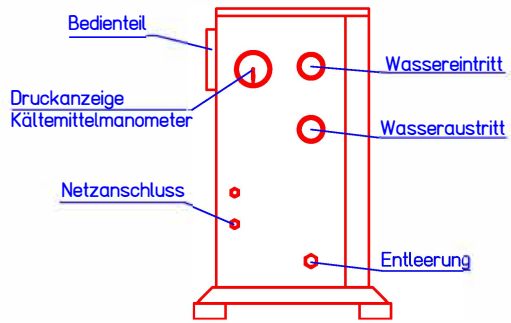 Bedienteil
Wassereintritt
Druckanzeige
Kältemittelmanometer
Wasseraustritt
Netzanschluss
Entleerung